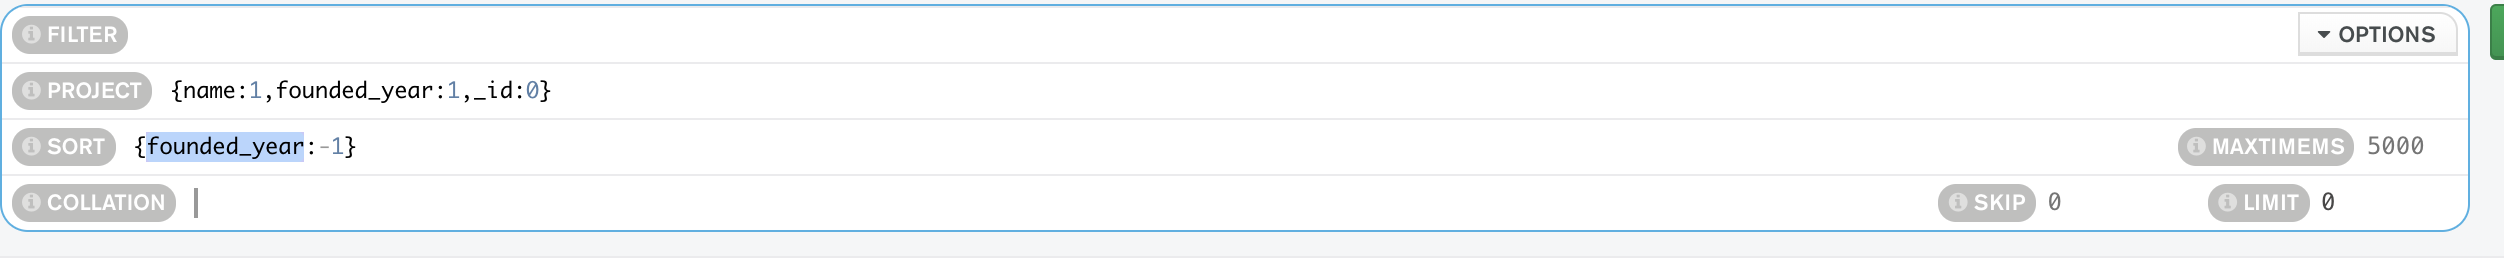 FILTER OPTIONS
PROJECT {name:1,founded_year:1,_id:0}
SORT {founded_year:-1} MAXTIMEMS 5000
COLLATION SKIP 0 LIMIT 0